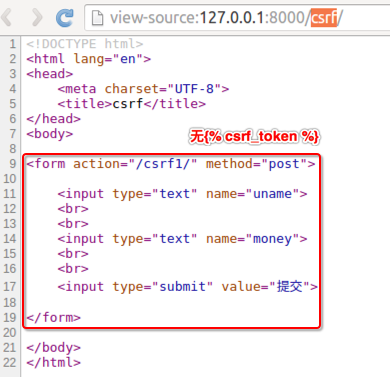 view-source:127.0.0.1:8000/csrf/
1 <!DOCTYPE html>
2 <html lang="en">
3 <head>
4 <meta charset="UTF-8">
5 <title>csrf</title>
6 </head>
7 <body>
无{% csrf_token %}
8
9 <form action="/csrf1/" method="post">
10
11 <input type="text" name="uname">
12 <br>
13 <br>
14 <input type="text" name="money">
15 <br>
16 <br>
17 <input type="submit" value="提交">
18
19 </form>
20
21 </body>
22 </html>